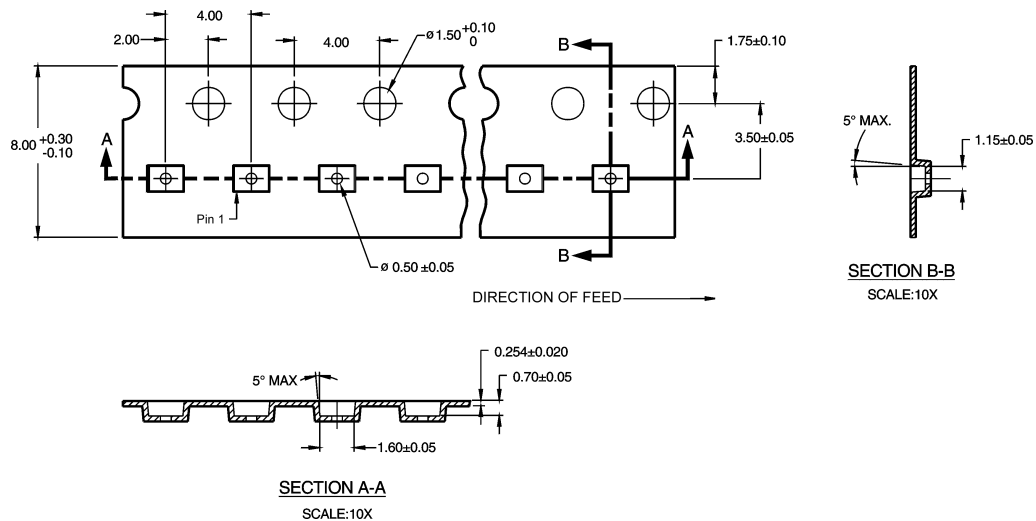 4.00
2.00
4.00
ø1.50 +0.10
0
B
1.75±0.10
8.00 +0.30
-0.10
A
A
3.50±0.05
5° MAX.
1.15±0.05
Pin 1
B
ø 0.50 ±0.05
SECTION B-B
SCALE:10X
DIRECTION OF FEED
0.254±0.020
5° MAX
0.70±0.05
1.60±0.05
SECTION A-A
SCALE:10X